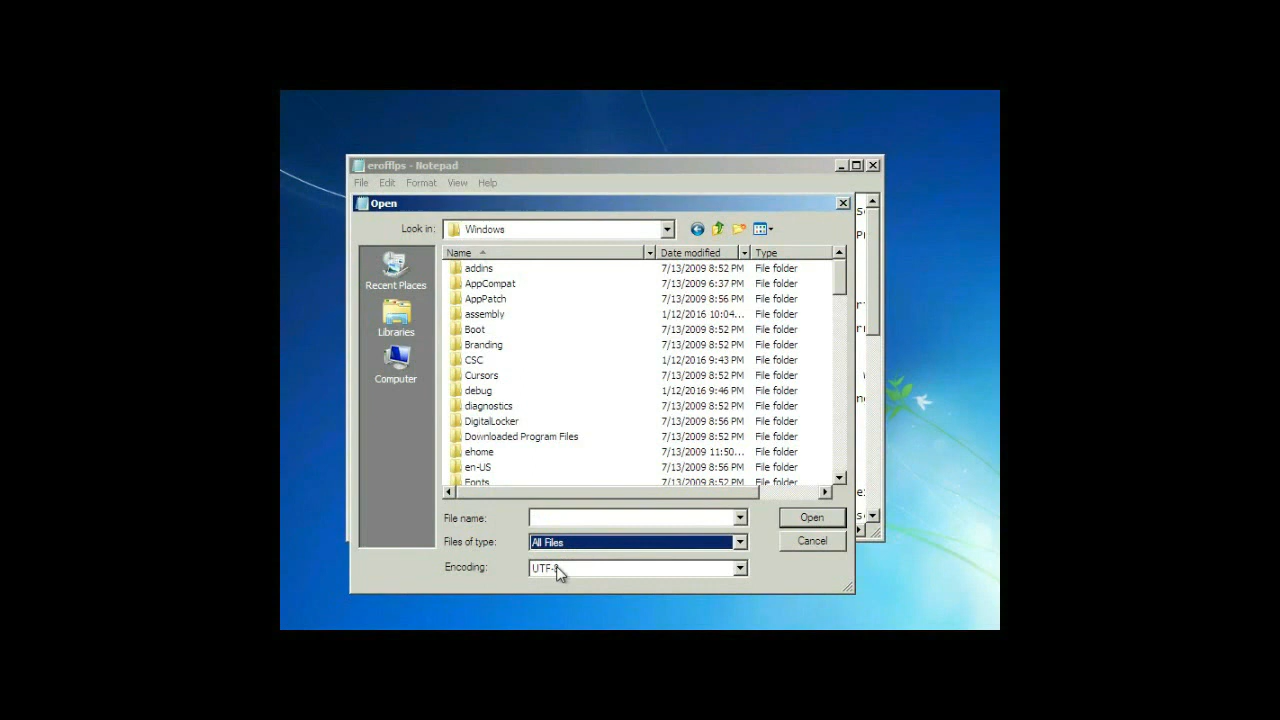 eroffps - Notepad
File Edit Format View Help
Open
Look in: Windows
Name Date modified Type
Recent Places
Libraries
Computer
addins 7/13/2009 8:52 PM File folder
AppCompat 7/13/2009 6:37 PM File folder
AppPatch 7/13/2009 8:56 PM File folder
assembly 1/12/2016 10:04... File folder
Boot 7/13/2009 8:52 PM File folder
Branding 7/13/2009 8:52 PM File folder
CSC 1/12/2016 9:43 PM File folder
Cursors 7/13/2009 8:52 PM File folder
debug 1/12/2016 9:46 PM File folder
diagnostics 7/13/2009 8:52 PM File folder
DigitalLocker 7/13/2009 8:56 PM File folder
Downloaded Program Files 7/13/2009 8:52 PM File folder
ehome 7/13/2009 11:50... File folder
en-US 7/13/2009 8:56 PM File folder
Fonts 7/13/2009 8:52 PM File folder
File name: Open
Files of type: All Files Cancel
Encoding: UTF-8